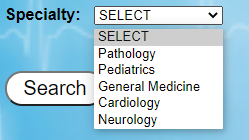 Specialty: SELECT
SELECT
Pathology
Pediatrics
Search
General Medicine
Cardiology
Neurology